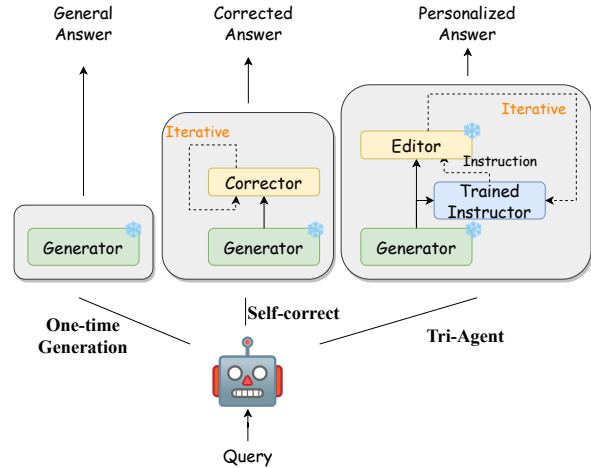 General
Answer
Corrected
Answer
Personalized
Answer
Generator
Iterative
Corrector
Generator
Iterative
Editor
Instruction
Trained
Instructor
Generator
One-time
Generation
Self-correct
Tri-Agent
Query